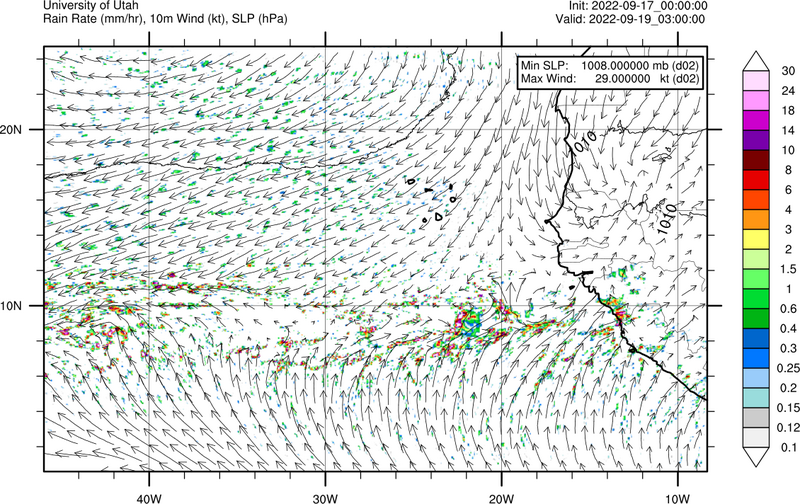 University of Utah
Rain Rate (mm/hr), 10m Wind (kt), SLP (hPa)
Init: 2022-09-17_00:00:00
Valid: 2022-09-19_03:00:00
Min SLP: 1008.000000 mb (d02)
Max Wind: 29.000000 kt (d02)
20N
10N
40W
30W
20W
10W
010
1010
30
24
18
14
10
8
6
4
3
2
1.5
1
0.6
0.4
0.3
0.25
0.2
0.15
0.12
0.1